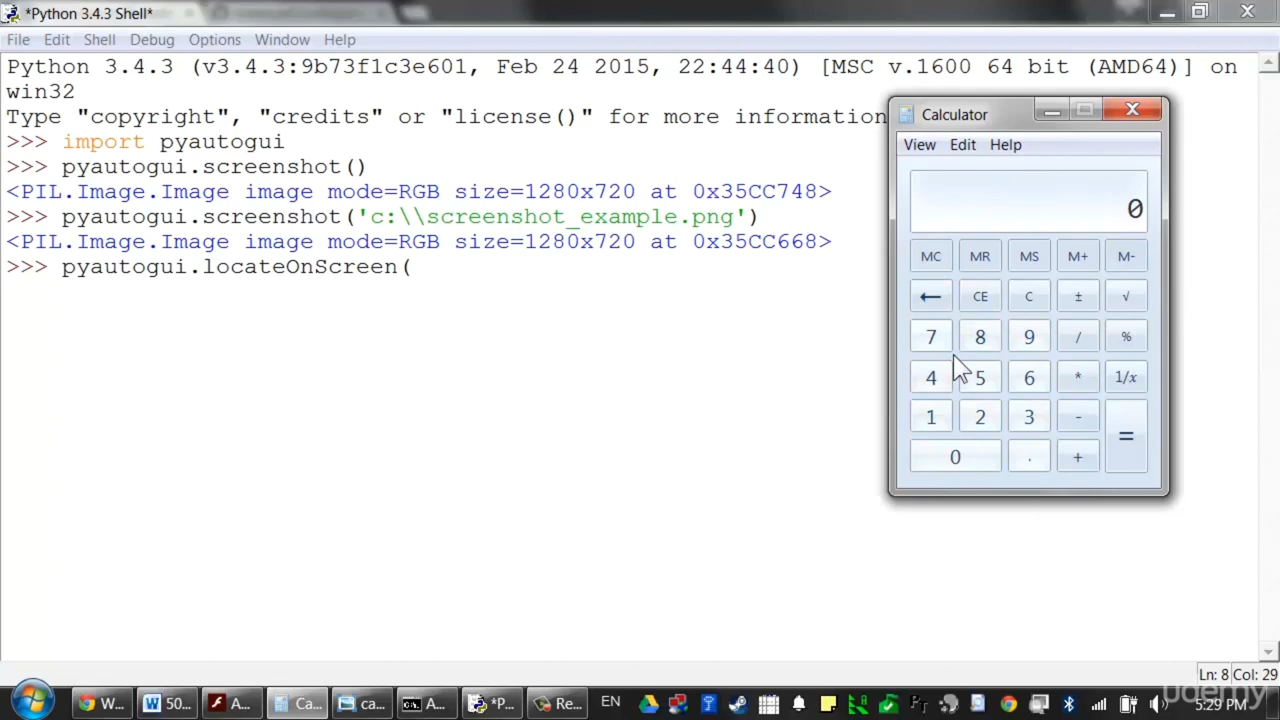 *Python 3.4.3 Shell*
File Edit Shell Debug Options Window Help
Python 3.4.3 (v3.4.3:9b73f1c3e601, Feb 24 2015, 22:44:40) [MSC v.1600 64 bit (AMD64)] on
win32
Type "copyright", "credits" or "license()" for more information
>>> import pyautogui
>>> pyautogui.screenshot()
<PIL.Image.Image image mode=RGB size=1280x720 at 0x35CC748>
>>> pyautogui.screenshot('c:\\screenshot_example.png')
<PIL.Image.Image image mode=RGB size=1280x720 at 0x35CC668>
>>> pyautogui.locateOnScreen(
Calculator
View Edit Help
0
MC MR MS M+ M-
← CE C ± √
7 8 9 / %
4 5 6 * 1/x
1 2 3 - =
0 . +
Ln: 8 Col: 29
W... 50... A... Ca... ca... A... *P... Re... EN 5:29 PM
udemy